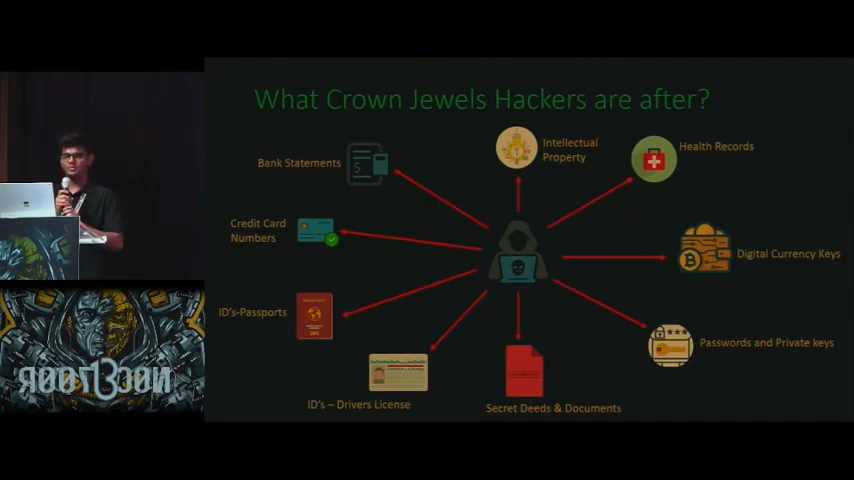 What Crown Jewels Hackers are after?
Intellectual
Property
Health Records
Bank Statements
Credit Card
Numbers
Digital Currency Keys
ID's-Passports
PASSPORT
Passwords and Private keys
ID's – Drivers License
Secret Deeds & Documents